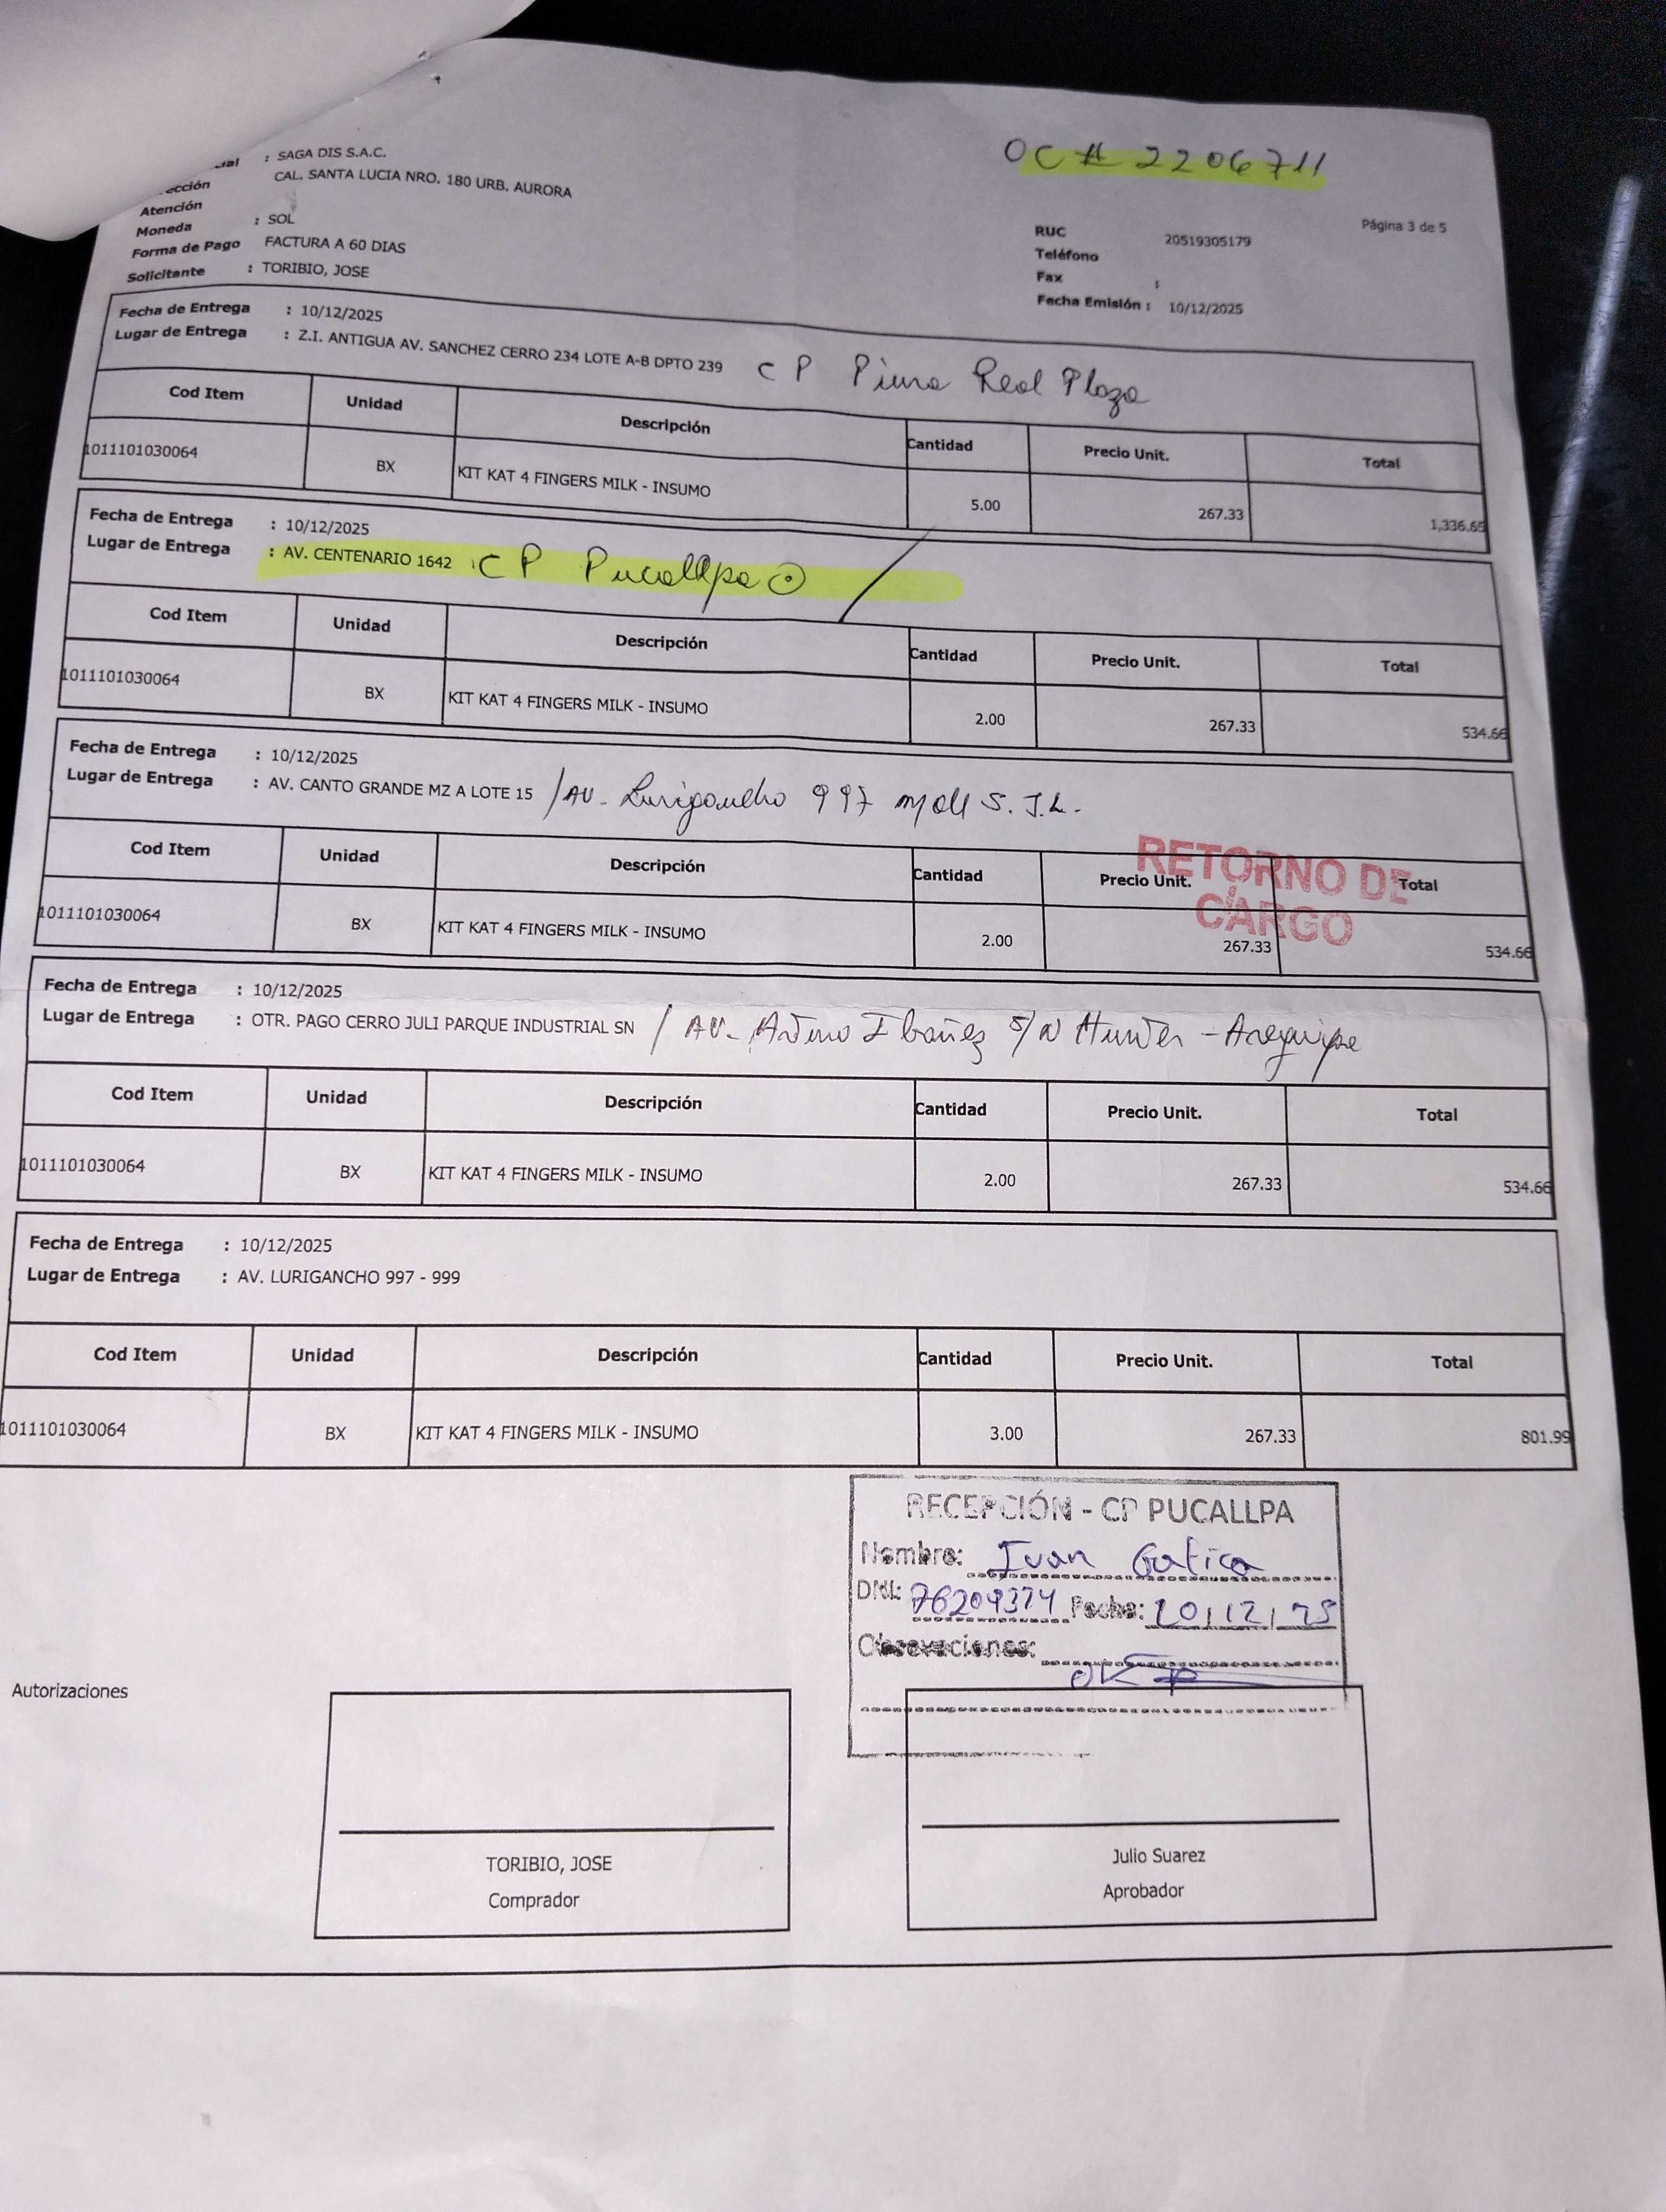 OC # 2206711
: SAGA DIS S.A.C.
CAL. SANTA LUCIA NRO. 180 URB. AURORA
Atención
Moneda : SOL
Forma de Pago FACTURA A 60 DIAS
Solicitante : TORIBIO, JOSE
Página 3 de 5
RUC 20519305179
Teléfono
Fax :
Fecha Emisión : 10/12/2025
Fecha de Entrega : 10/12/2025
Lugar de Entrega : Z.I. ANTIGUA AV. SANCHEZ CERRO 234 LOTE A-B DPTO 239 CP Piura Real Plaza
Cod Item Unidad Descripción Cantidad Precio Unit. Total
1011101030064 BX KIT KAT 4 FINGERS MILK - INSUMO 5.00 267.33 1,336.65
Fecha de Entrega : 10/12/2025
Lugar de Entrega : AV. CENTENARIO 1642 CP Pucallpa
Cod Item Unidad Descripción Cantidad Precio Unit. Total
1011101030064 BX KIT KAT 4 FINGERS MILK - INSUMO 2.00 267.33 534.66
Fecha de Entrega : 10/12/2025
Lugar de Entrega : AV. CANTO GRANDE MZ A LOTE 15 / AV. Lurigancho 997 Mall S.J.L.
RETORNO DE
CARGO
Cod Item Unidad Descripción Cantidad Precio Unit. Total
1011101030064 BX KIT KAT 4 FINGERS MILK - INSUMO 2.00 267.33 534.66
Fecha de Entrega : 10/12/2025
Lugar de Entrega : OTR. PAGO CERRO JULI PARQUE INDUSTRIAL SN / AV. Arturo Ibañez S/N Hunter - Arequipa
Cod Item Unidad Descripción Cantidad Precio Unit. Total
1011101030064 BX KIT KAT 4 FINGERS MILK - INSUMO 2.00 267.33 534.66
Fecha de Entrega : 10/12/2025
Lugar de Entrega : AV. LURIGANCHO 997 - 999
Cod Item Unidad Descripción Cantidad Precio Unit. Total
1011101030064 BX KIT KAT 4 FINGERS MILK - INSUMO 3.00 267.33 801.99
RECEPCIÓN - CP PUCALLPA
Nombre: Ivan Gatica
DNI: 76209374 Fecha: 20/12/25
Obsevaciones:
Autorizaciones
TORIBIO, JOSE
Comprador
Julio Suarez
Aprobador